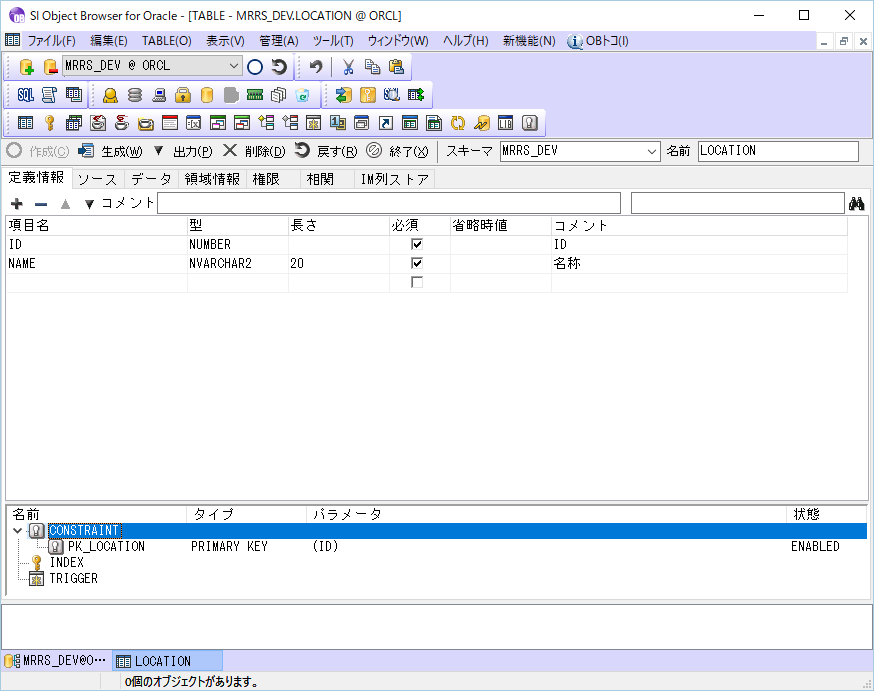 SI Object Browser for Oracle - [TABLE - MRRS_DEV.LOCATION @ ORCL]
ファイル(F) 編集(E) TABLE(O) 表示(V) 管理(A) ツール(T) ウィンドウ(W) ヘルプ(H) 新機能(N) OBトコ(I)
MRRS_DEV @ ORCL
SQL
作成(C) 生成(W) ▼ 出力(P) 削除(D) 戻す(R) 終了(X) スキーマ MRRS_DEV 名前 LOCATION
定義情報 ソース データ 領域情報 権限 相関 IM列ストア
コメント
項目名 型 長さ 必須 省略時値 コメント
ID NUMBER ID
NAME NVARCHAR2 20 名称
名前 タイプ パラメータ 状態
CONSTRAINT
PK_LOCATION PRIMARY KEY (ID) ENABLED
INDEX
TRIGGER
MRRS_DEV@O… LOCATION
0個のオブジェクトがあります。